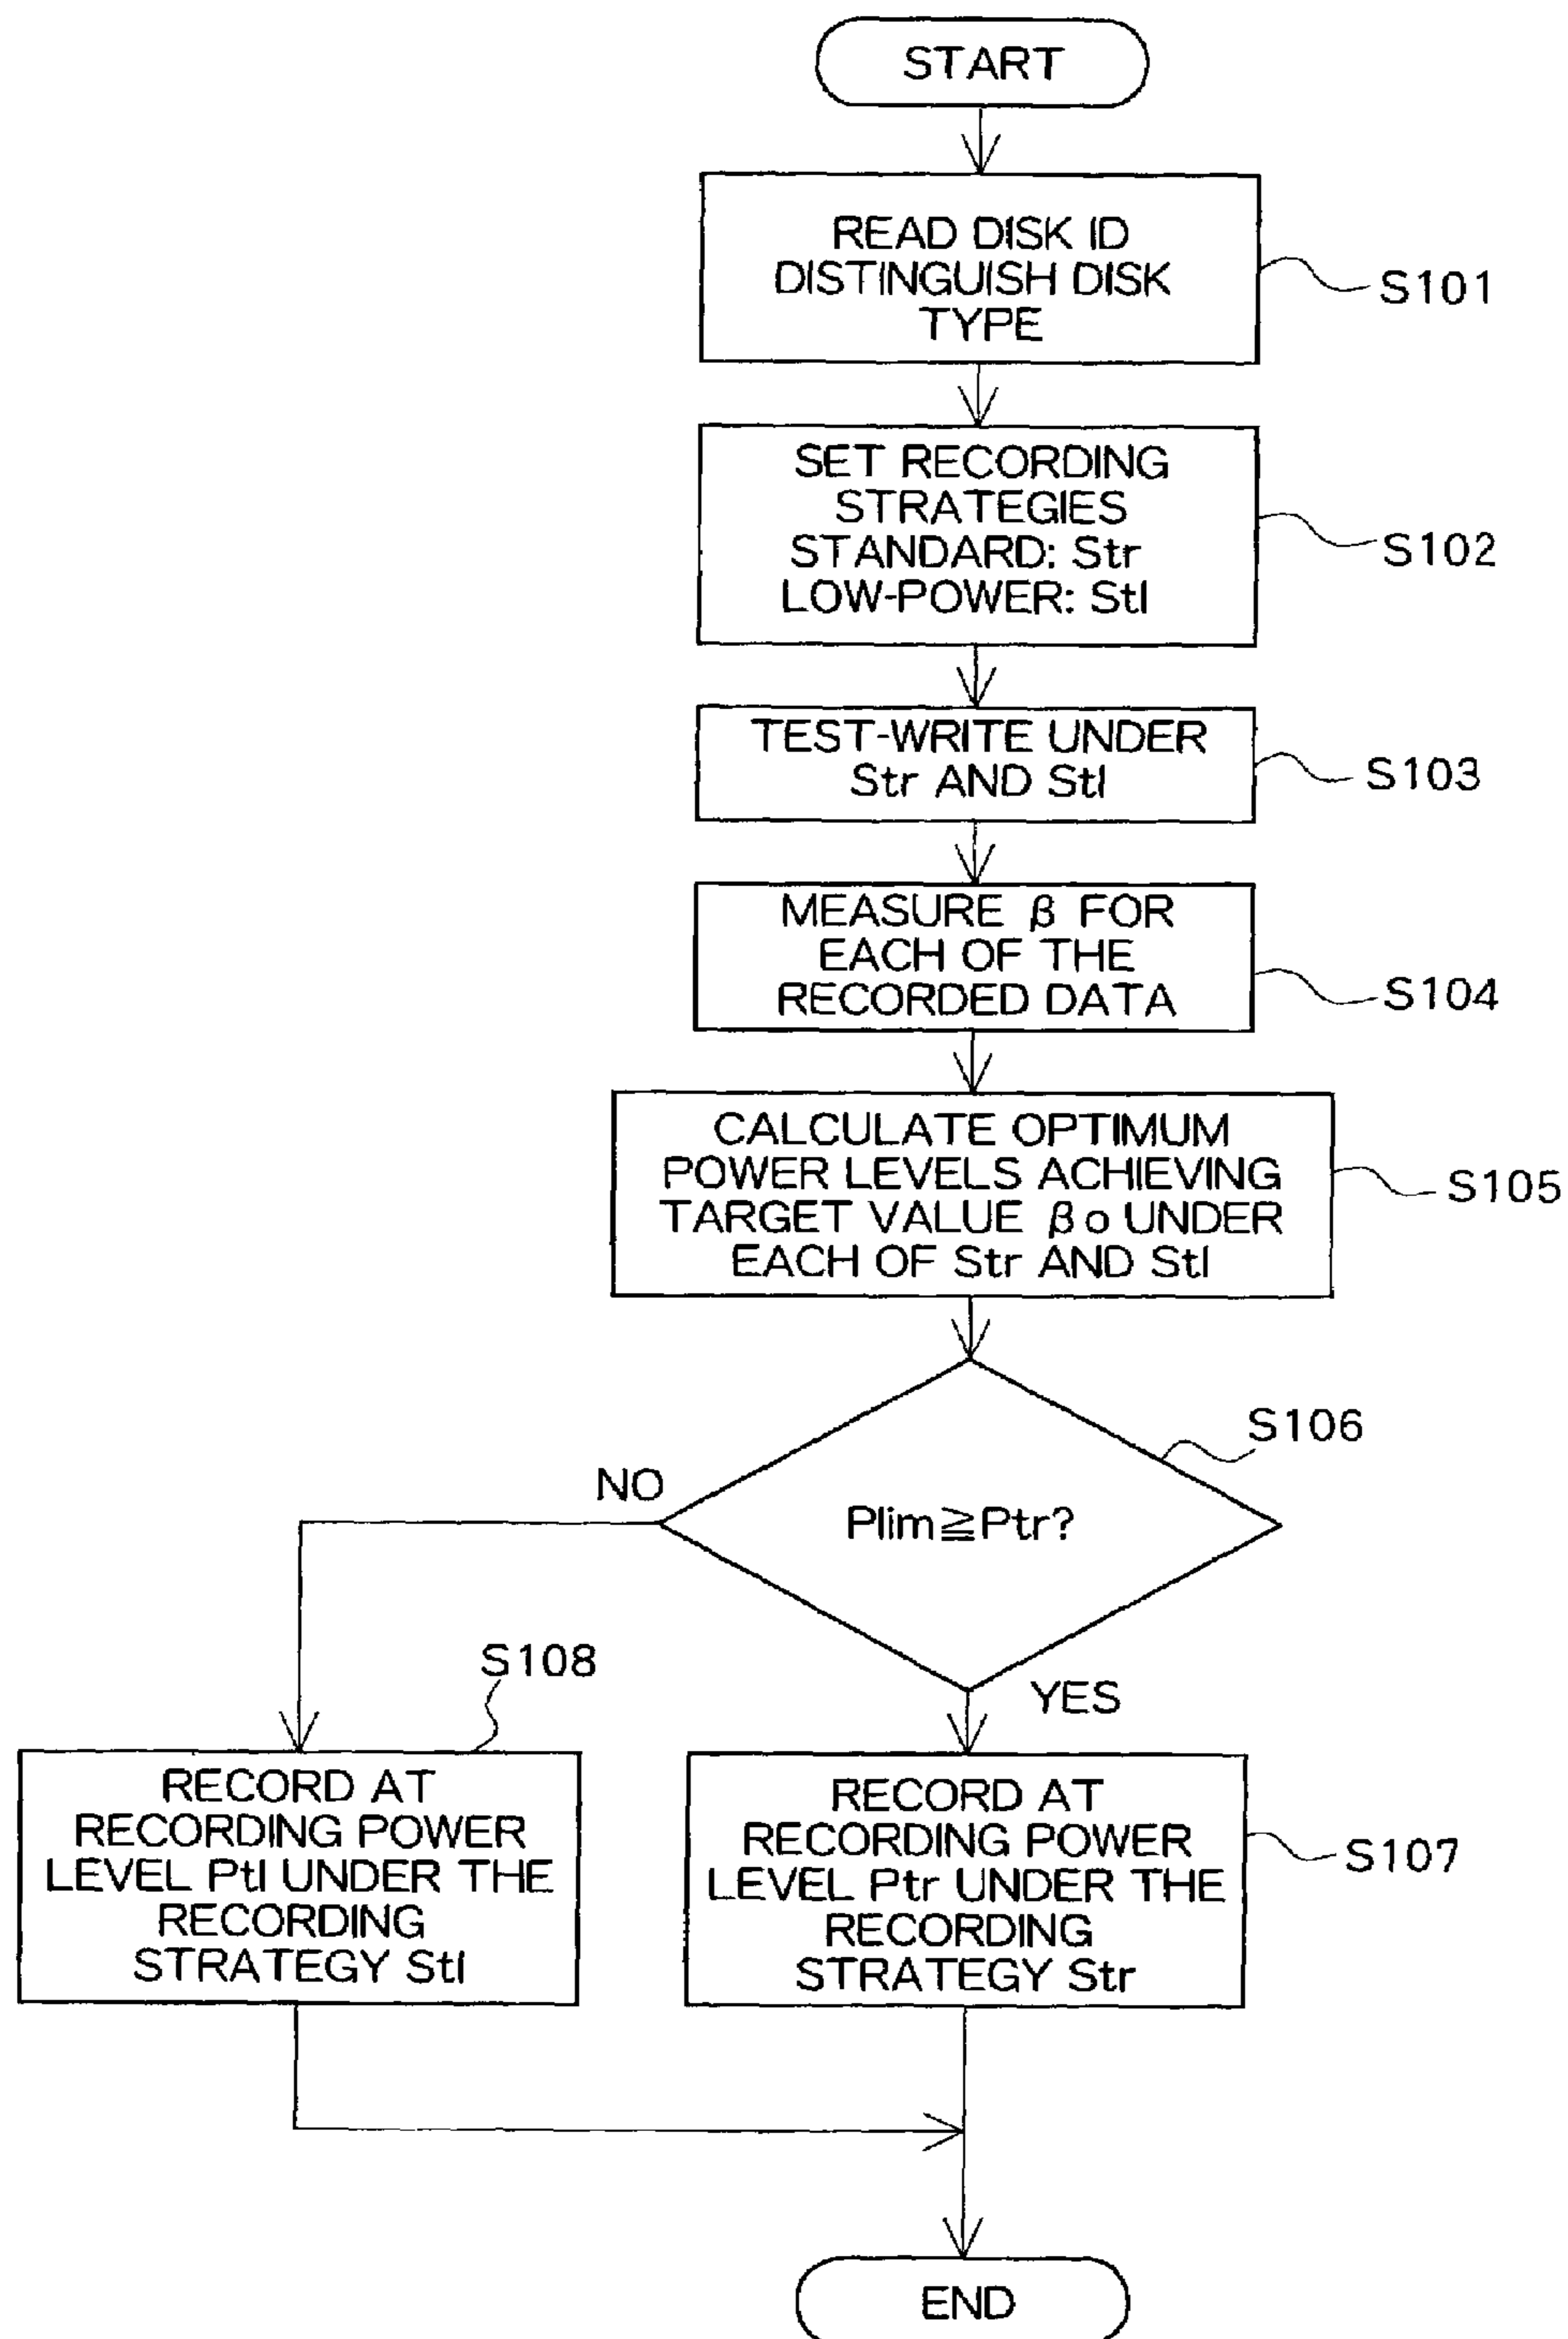 START
READ DISK ID
DISTINGUISH DISK
TYPE
S101
SET RECORDING
STRATEGIES
STANDARD: Str
LOW-POWER: Stl
S102
TEST-WRITE UNDER
Str AND Stl
S103
MEASURE β FOR
EACH OF THE
RECORDED DATA
S104
CALCULATE OPTIMUM
POWER LEVELS ACHIEVING
TARGET VALUE βo UNDER
EACH OF Str AND Stl
S105
S106
NO
Plim≧Ptr?
YES
S108
RECORD AT
RECORDING POWER
LEVEL Ptl UNDER THE
RECORDING
STRATEGY Stl
RECORD AT
RECORDING POWER
LEVEL Ptr UNDER THE
RECORDING
STRATEGY Str
S107
END